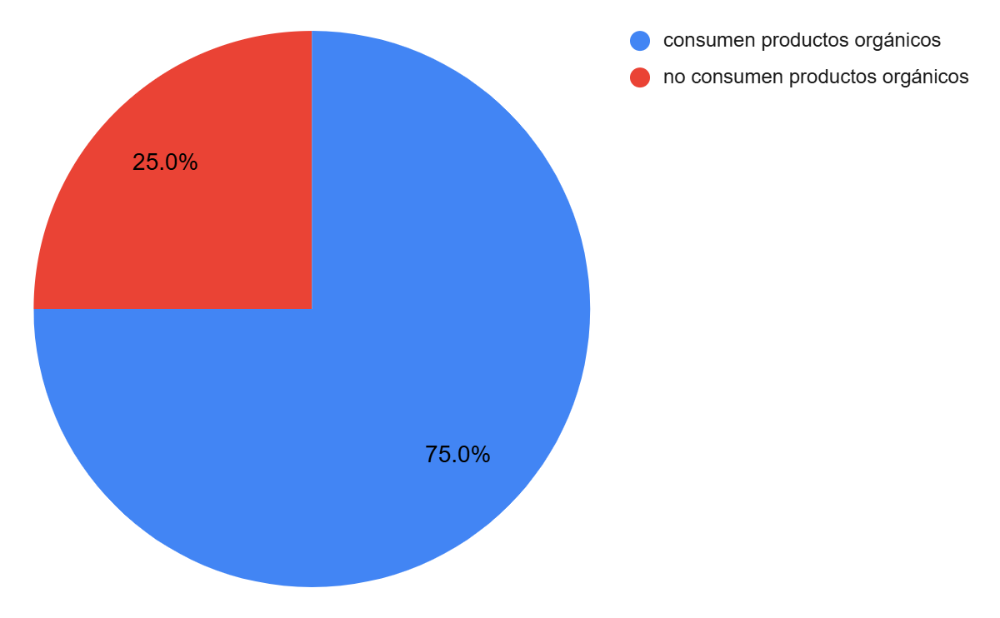 consumen productos orgánicos
no consumen productos orgánicos
25.0%
75.0%